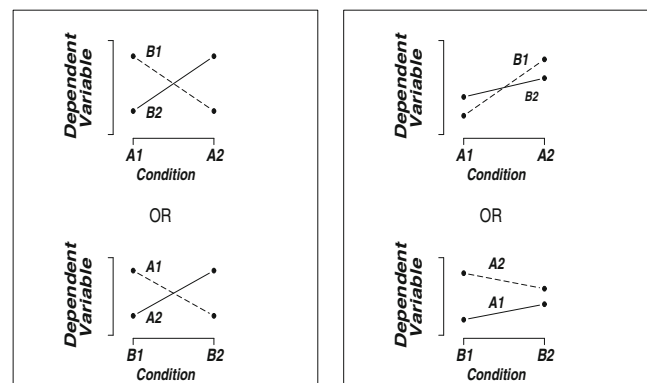 Dependent
Variable
B1
B2
A1 A2
Condition
OR
Dependent
Variable
A1
A2
B1 B2
Condition
Dependent
Variable
B1
B2
A1 A2
Condition
OR
Dependent
Variable
A2
A1
B1 B2
Condition